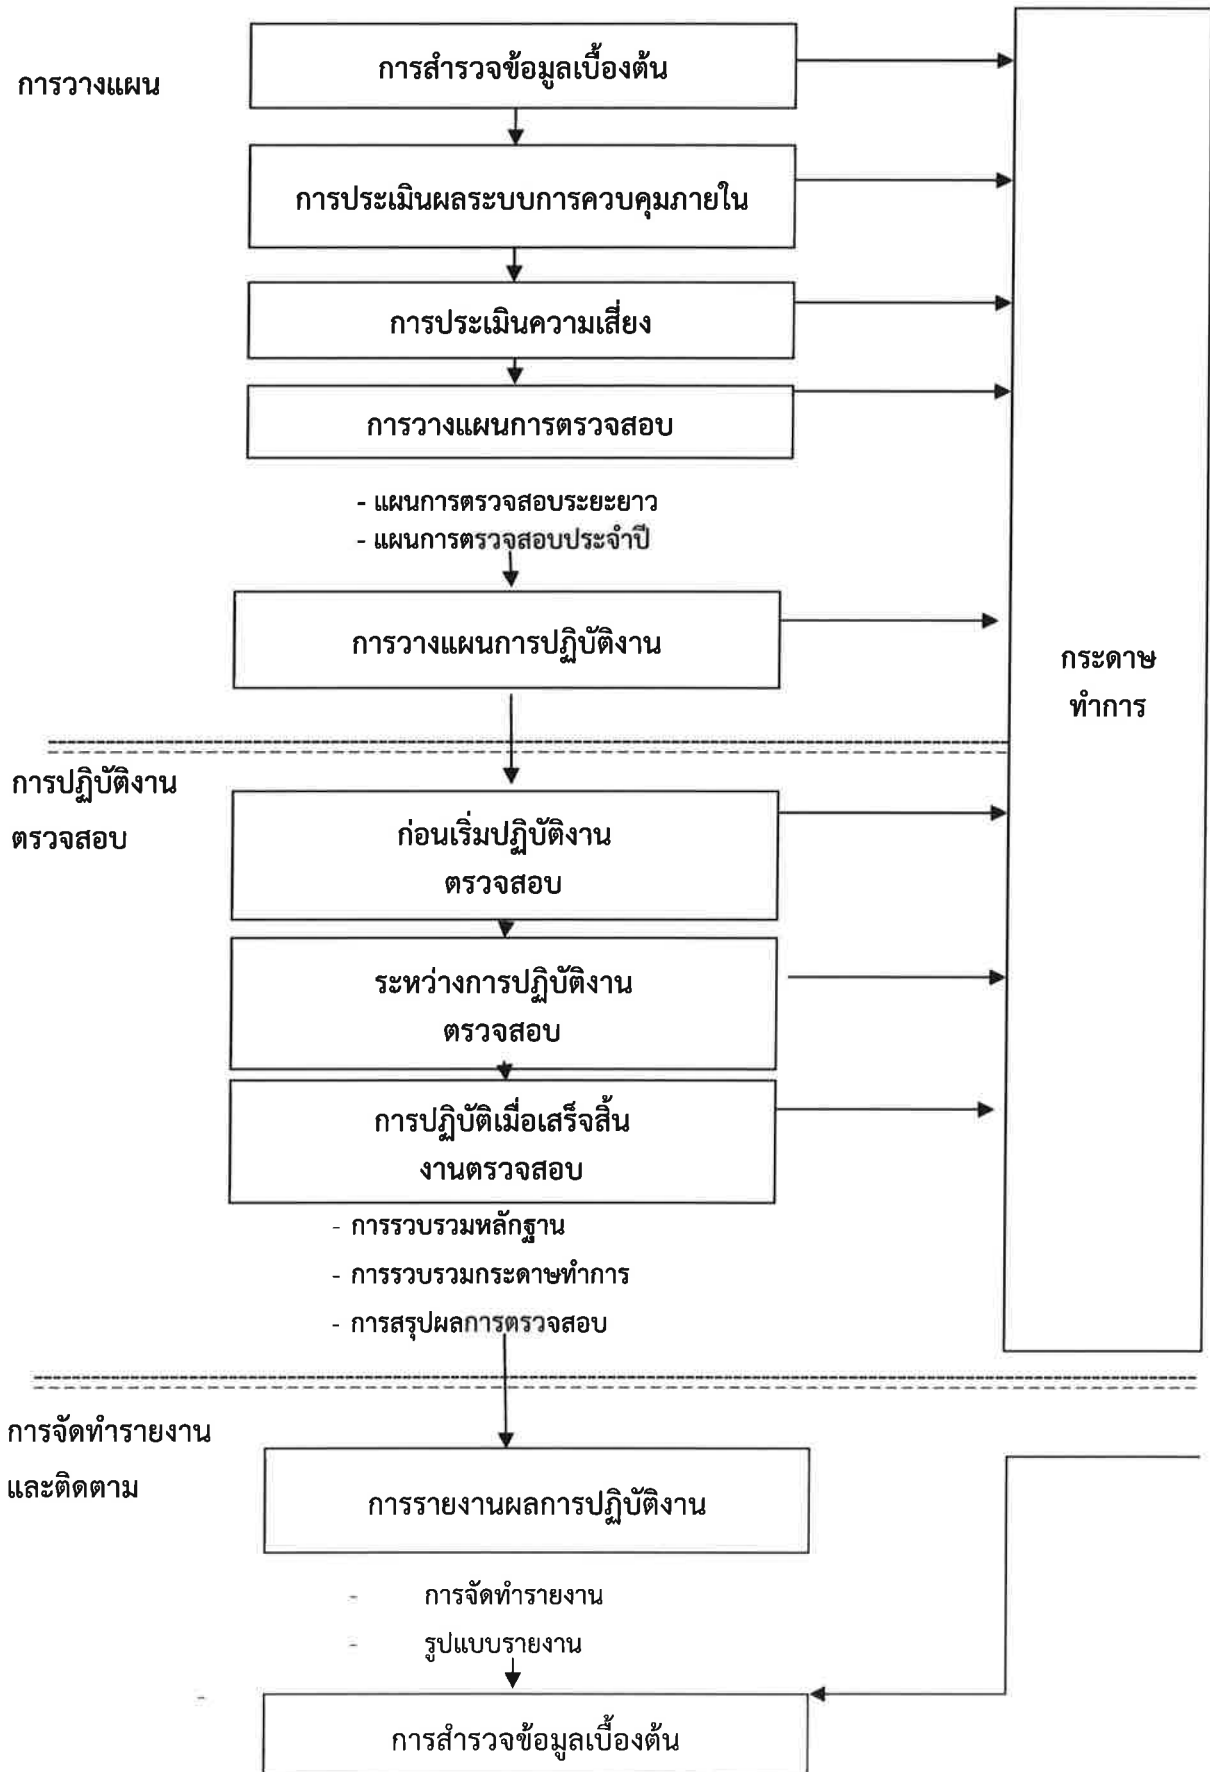 การวางแผน
การสำรวจข้อมูลเบื้องต้น
การประเมินผลระบบการควบคุมภายใน
การประเมินความเสี่ยง
การวางแผนการตรวจสอบ
- แผนการตรวจสอบระยะยาว
- แผนการตรวจสอบประจำปี
การวางแผนการปฏิบัติงาน
กระดาษ
ทำการ
การปฏิบัติงาน
ตรวจสอบ
ก่อนเริ่มปฏิบัติงาน
ตรวจสอบ
ระหว่างการปฏิบัติงาน
ตรวจสอบ
การปฏิบัติเมื่อเสร็จสิ้น
งานตรวจสอบ
- การรวบรวมหลักฐาน
- การรวบรวมกระดาษทำการ
- การสรุปผลการตรวจสอบ
การจัดทำรายงาน
และติดตาม
การรายงานผลการปฏิบัติงาน
- การจัดทำรายงาน
- รูปแบบรายงาน
-
การสำรวจข้อมูลเบื้องต้น